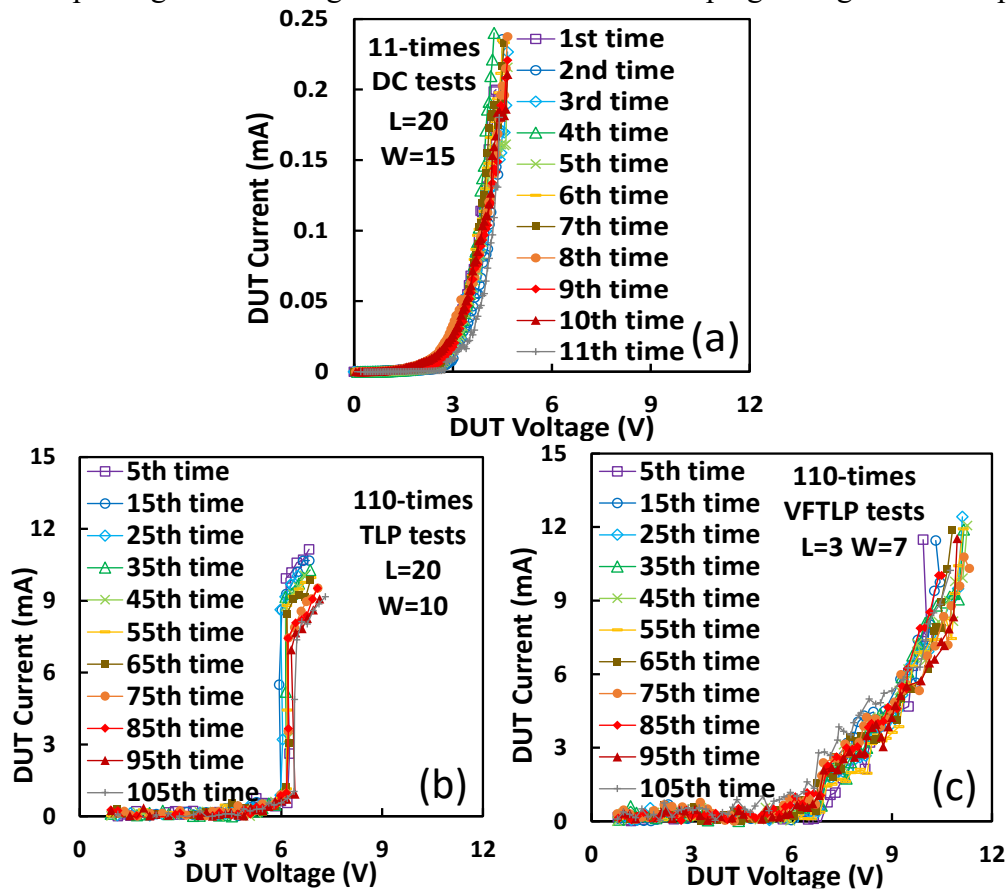 0.25
0.2
0.15
0.1
0.05
0
DUT Current (mA)
11-times
DC tests
L=20
W=15
1st time
2nd time
3rd time
4th time
5th time
6th time
7th time
8th time
9th time
10th time
11th time
(a)
0 3 6 9 12
DUT Voltage (V)
15
12
9
6
3
0
DUT Current (mA)
5th time
15th time
25th time
35th time
45th time
55th time
65th time
75th time
85th time
95th time
105th time
110-times
TLP tests
L=20
W=10
(b)
0 3 6 9 12
DUT Voltage (V)
15
12
9
6
3
0
DUT Current (mA)
5th time
15th time
25th time
35th time
45th time
55th time
65th time
75th time
85th time
95th time
105th time
110-times
VFTLP tests
L=3 W=7
(c)
0 3 6 9 12
DUT Voltage (V)